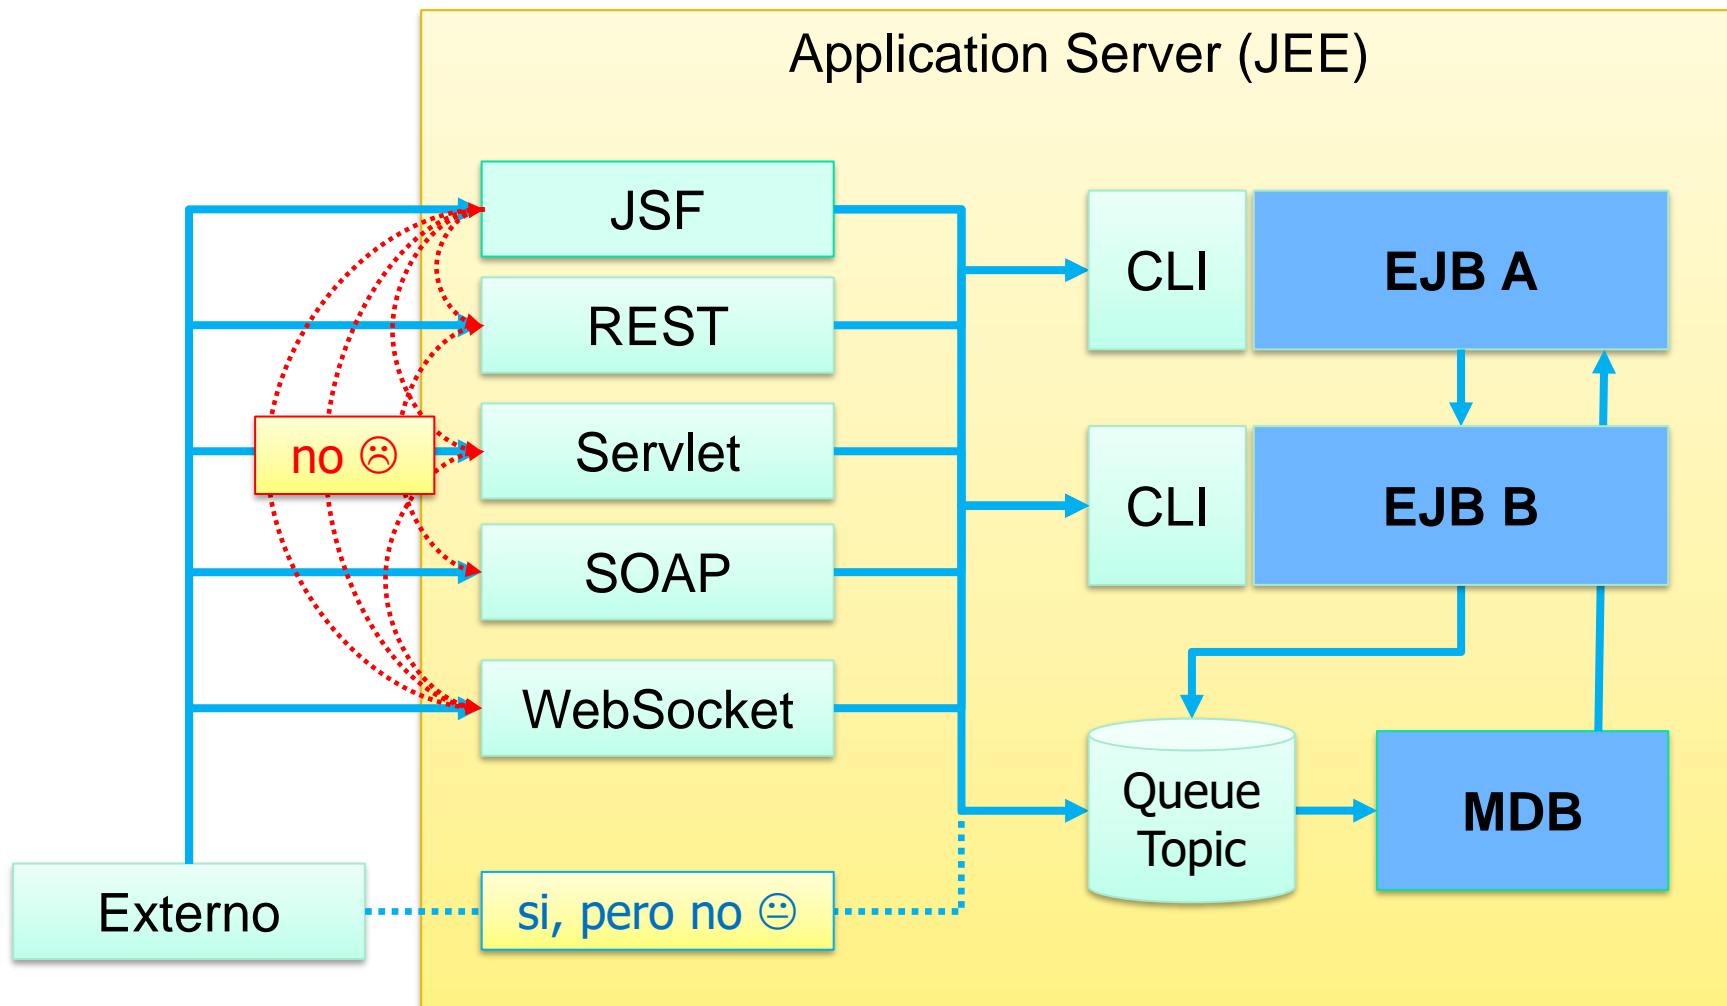 Application Server (JEE)
JSF
CLI
EJB A
REST
no ☹
Servlet
CLI
EJB B
SOAP
WebSocket
Queue
Topic
MDB
Externo
si, pero no 😐